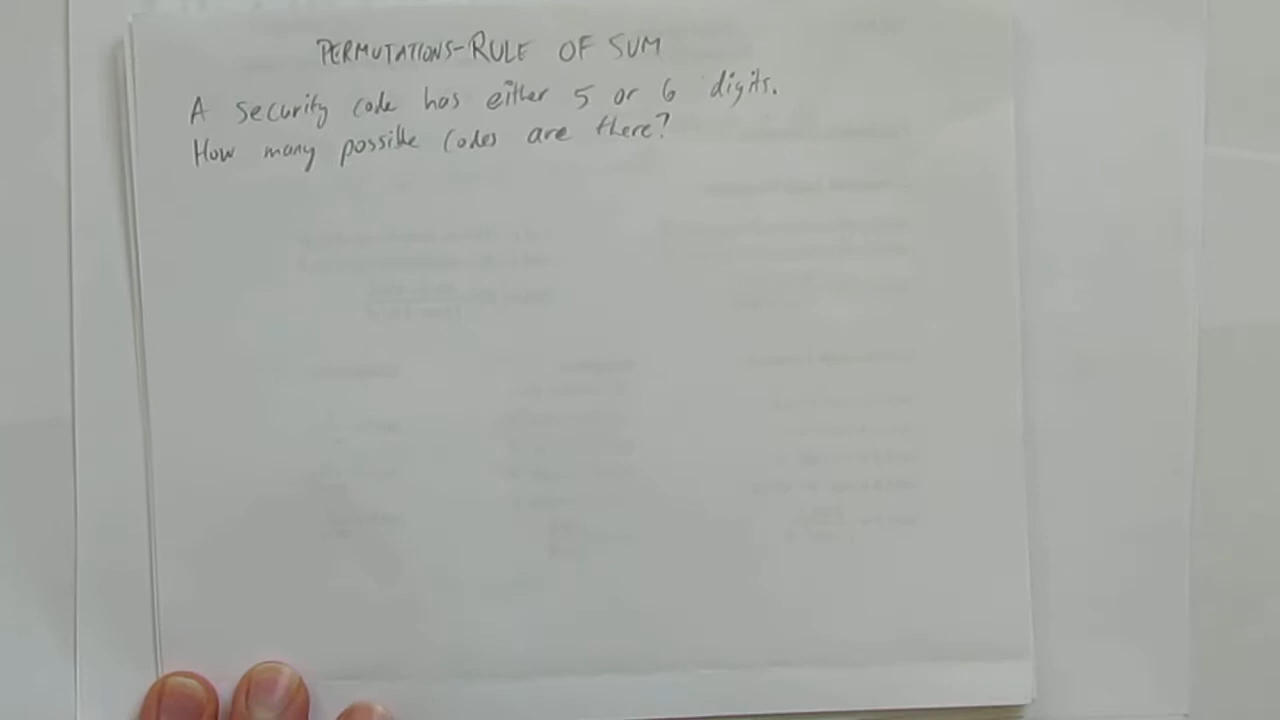 PERMUTATIONS-RULE OF SUM
A security code has either 5 or 6 digits.
How many possible codes are there?